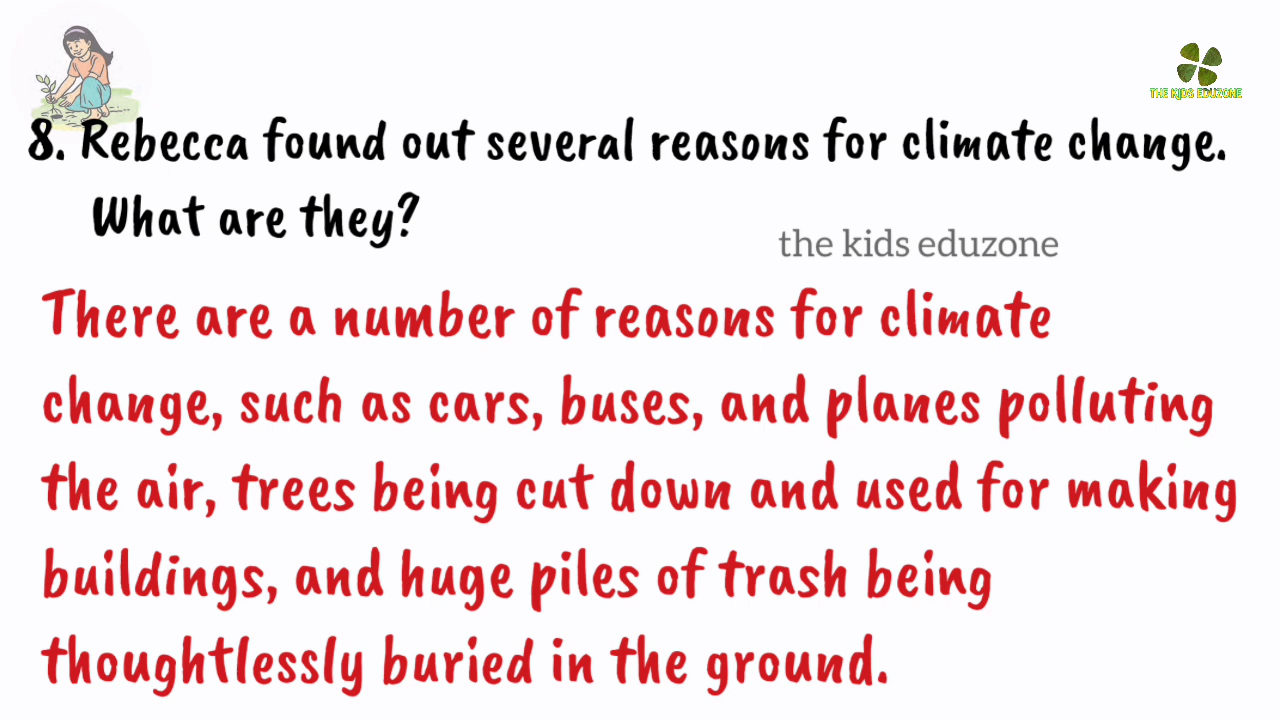 THE KIDS EDUZONE
8. Rebecca found out several reasons for climate change.
What are they?
the kids eduzone
There are a number of reasons for climate
change, such as cars, buses, and planes polluting
the air, trees being cut down and used for making
buildings, and huge piles of trash being
thoughtlessly buried in the ground.